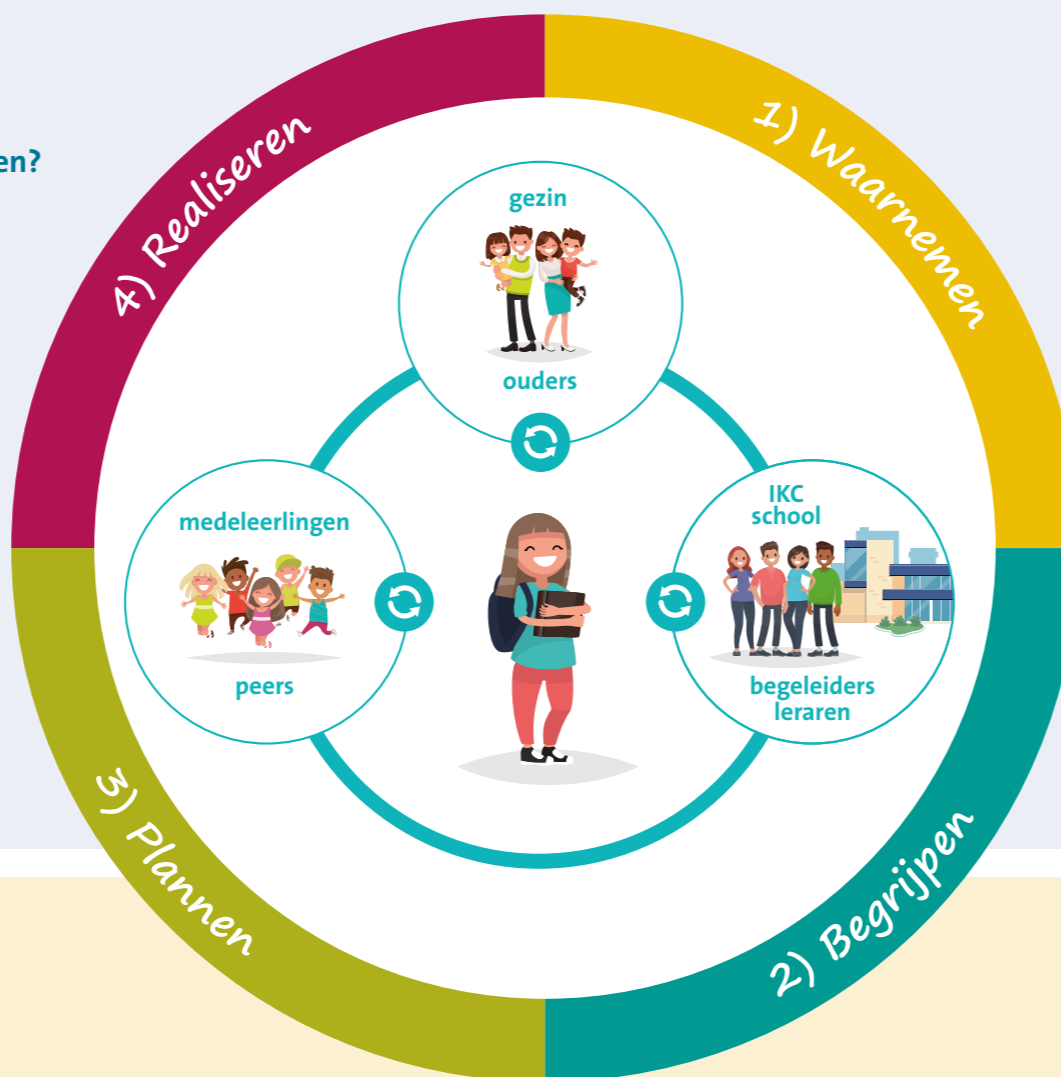 en?
1) Waarnemen
2) Begrijpen
3) Plannen
4) Realiseren
gezin
ouders
medeleerlingen
peers
IKC
school
begeleiders
leraren